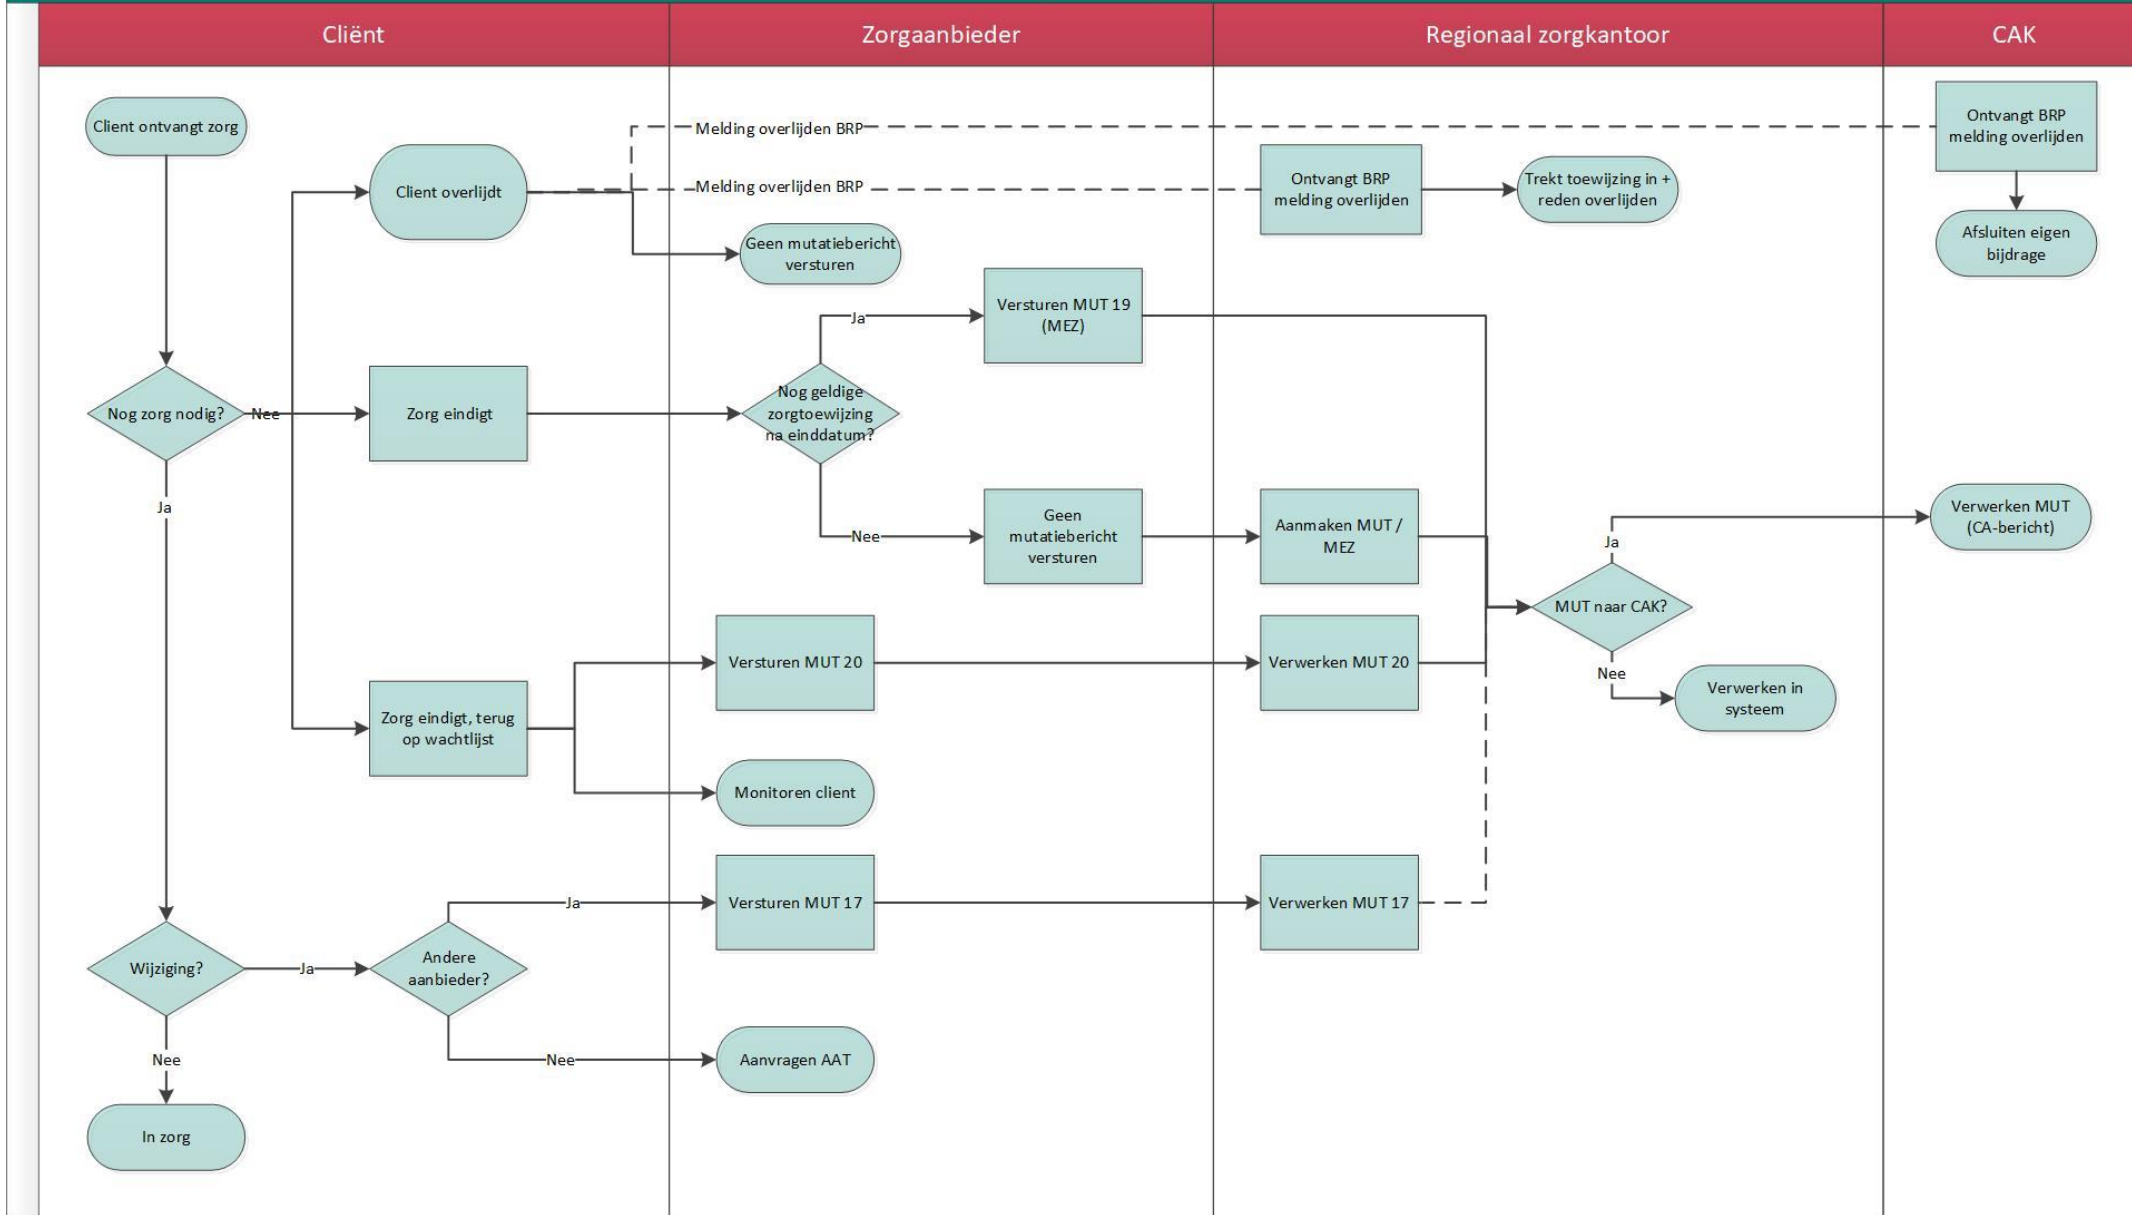 Cliënt
Zorgaanbieder
Regionaal zorgkantoor
CAK
Client ontvangt zorg
Client overlijdt
Melding overlijden BRP
Melding overlijden BRP
Ontvangt BRP
melding overlijden
Trekt toewijzing in +
reden overlijden
Ontvangt BRP
melding overlijden
Afsluiten eigen
bijdrage
Geen mutatiebericht
versturen
Versturen MUT 19
(MEZ)
Ja
Nog zorg nodig?
Nee
Zorg eindigt
Nog geldige
zorgtoewijzing
na einddatum?
Ja
Nee
Geen
mutatiebericht
versturen
Aanmaken MUT /
MEZ
Verwerken MUT
(CA-bericht)
Ja
MUT naar CAK?
Nee
Verwerken in
systeem
Zorg eindigt, terug
op wachtlijst
Versturen MUT 20
Verwerken MUT 20
Monitoren client
Versturen MUT 17
Verwerken MUT 17
Ja
Wijziging?
Ja
Andere
aanbieder?
Nee
Nee
Aanvragen AAT
In zorg